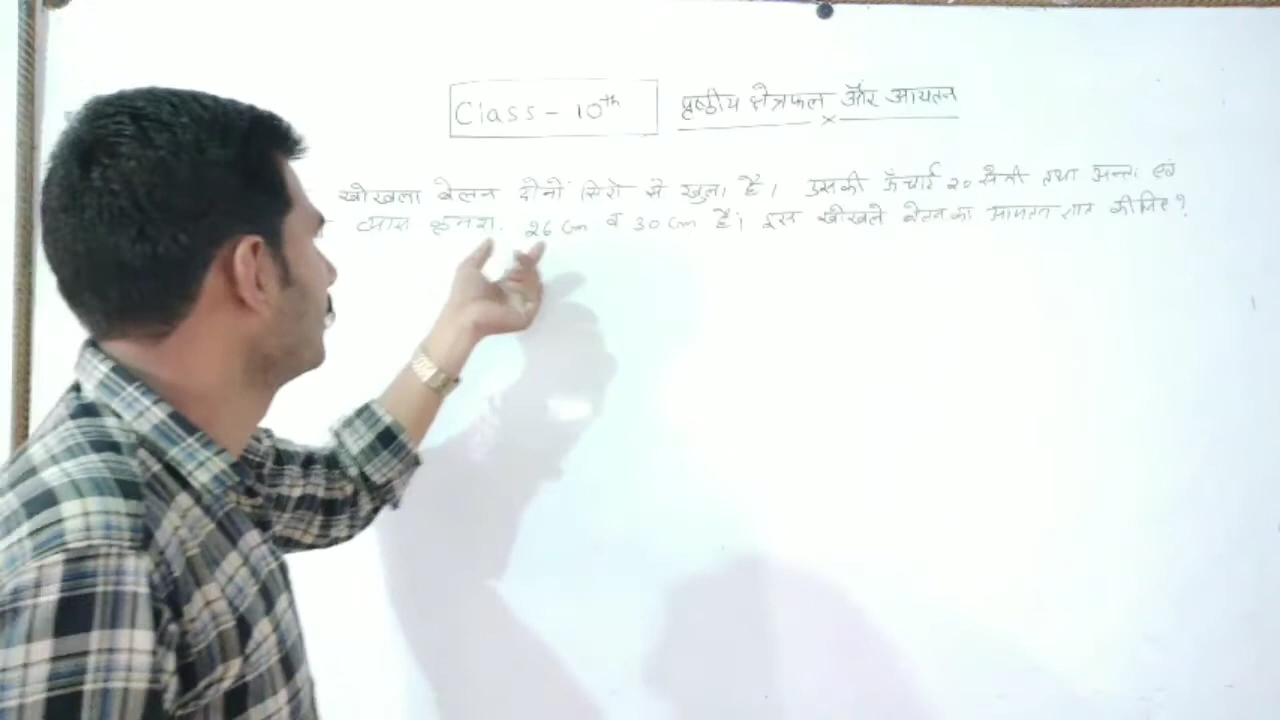 Class - 10th
पृष्ठीय क्षेत्रफल और आयतन
खोखला बेलन दोनों सिरों से खुला है। इसकी ऊँचाई 20 सेमी तथा अन्तः एवं
व्यास क्रमशः 26 cm व 30 cm है। इस खोखले बेलन का आयतन ज्ञात कीजिए?